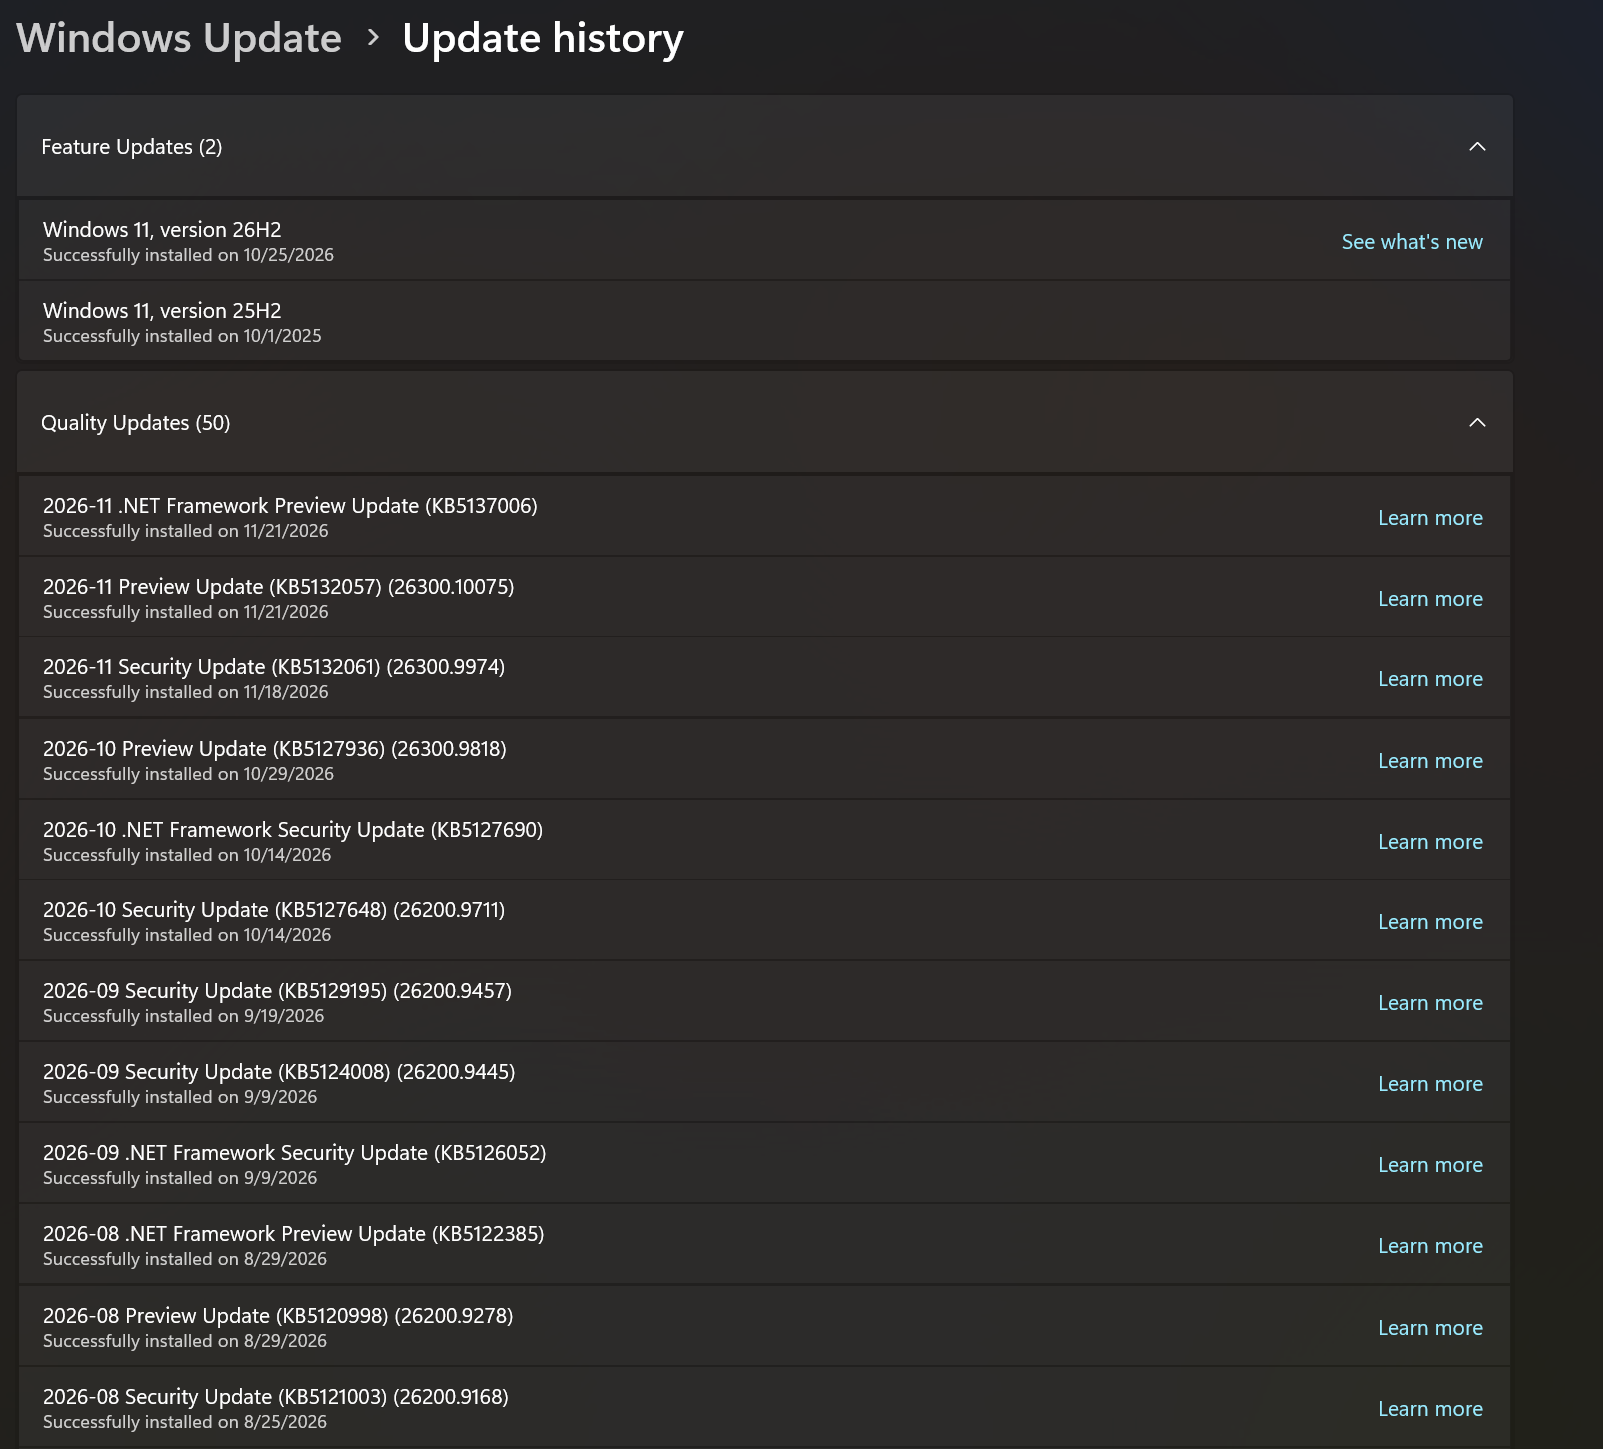 Windows Update > Update history
Feature Updates (2)
Windows 11, version 26H2
Successfully installed on 10/25/2026
See what's new
Windows 11, version 25H2
Successfully installed on 10/1/2025
Quality Updates (50)
2026-11 .NET Framework Preview Update (KB5137006)
Successfully installed on 11/21/2026
Learn more
2026-11 Preview Update (KB5132057) (26300.10075)
Successfully installed on 11/21/2026
Learn more
2026-11 Security Update (KB5132061) (26300.9974)
Successfully installed on 11/18/2026
Learn more
2026-10 Preview Update (KB5127936) (26300.9818)
Successfully installed on 10/29/2026
Learn more
2026-10 .NET Framework Security Update (KB5127690)
Successfully installed on 10/14/2026
Learn more
2026-10 Security Update (KB5127648) (26200.9711)
Successfully installed on 10/14/2026
Learn more
2026-09 Security Update (KB5129195) (26200.9457)
Successfully installed on 9/19/2026
Learn more
2026-09 Security Update (KB5124008) (26200.9445)
Successfully installed on 9/9/2026
Learn more
2026-09 .NET Framework Security Update (KB5126052)
Successfully installed on 9/9/2026
Learn more
2026-08 .NET Framework Preview Update (KB5122385)
Successfully installed on 8/29/2026
Learn more
2026-08 Preview Update (KB5120998) (26200.9278)
Successfully installed on 8/29/2026
Learn more
2026-08 Security Update (KB5121003) (26200.9168)
Successfully installed on 8/25/2026
Learn more